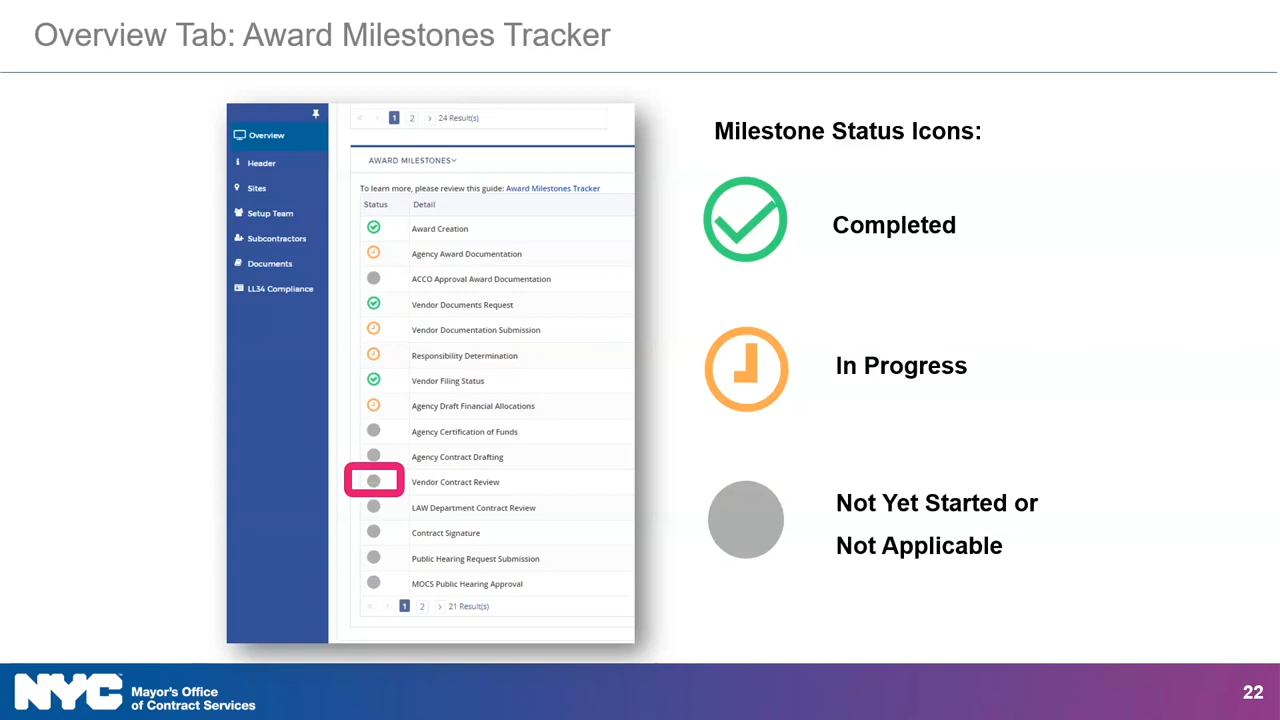 Overview Tab: Award Milestones Tracker
Overview
Header
Sites
Setup Team
Subcontractors
Documents
LL34 Compliance
« ‹ 1 2 › 24 Result(s)
AWARD MILESTONES
To learn more, please review this guide: Award Milestones Tracker
Status Detail
Award Creation
Agency Award Documentation
ACCO Approval Award Documentation
Vendor Documents Request
Vendor Documentation Submission
Responsibility Determination
Vendor Filing Status
Agency Draft Financial Allocations
Agency Certification of Funds
Agency Contract Drafting
Vendor Contract Review
LAW Department Contract Review
Contract Signature
Public Hearing Request Submission
MOCS Public Hearing Approval
« ‹ 1 2 › 21 Result(s)
Milestone Status Icons:
Completed
In Progress
Not Yet Started or
Not Applicable
NYC
Mayor's Office
of Contract Services
22